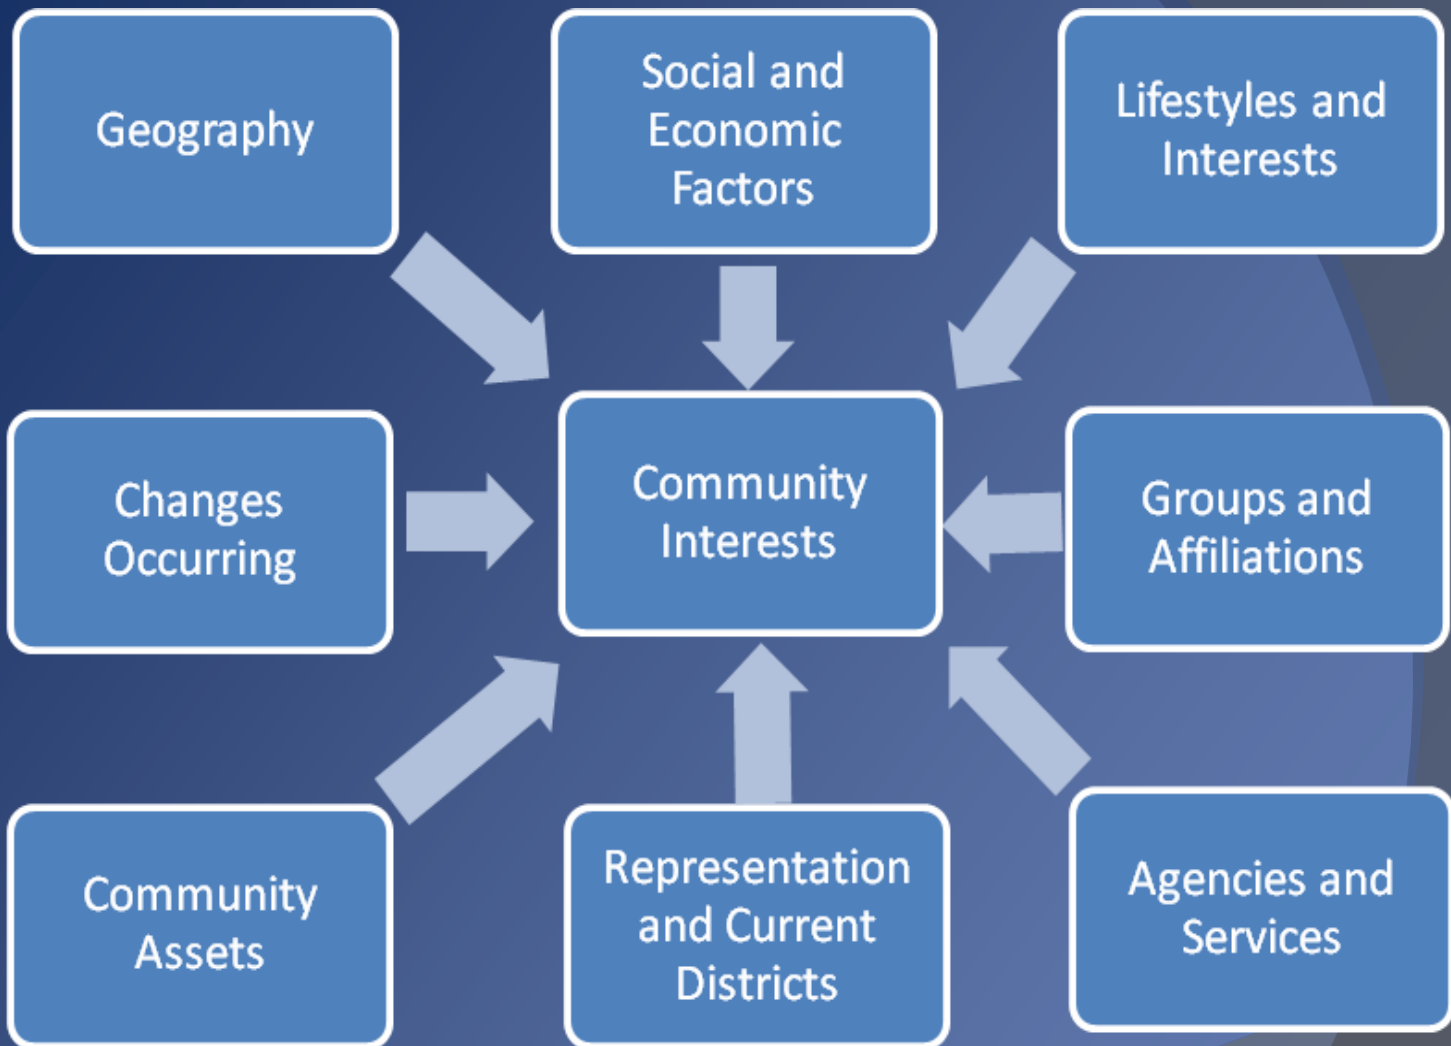 Geography
Social and
Economic
Factors
Lifestyles and
Interests
Changes
Occurring
Community
Interests
Groups and
Affiliations
Community
Assets
Representation
and Current
Districts
Agencies and
Services